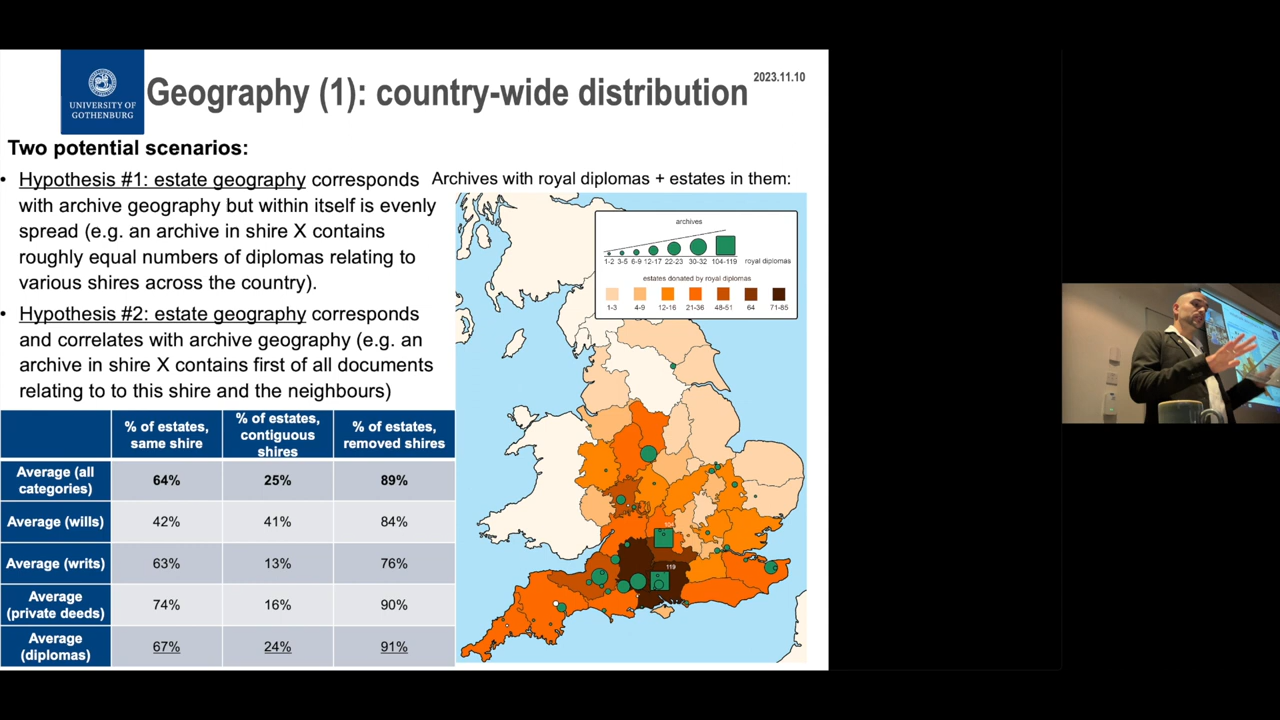 UNIVERSITY OF
GOTHENBURG
Geography (1): country-wide distribution
2023.11.10
Two potential scenarios:
• Hypothesis #1: estate geography corresponds
with archive geography but within itself is evenly
spread (e.g. an archive in shire X contains
roughly equal numbers of diplomas relating to
various shires across the country).
• Hypothesis #2: estate geography corresponds
and correlates with archive geography (e.g. an
archive in shire X contains first of all documents
relating to to this shire and the neighbours)
% of estates, same shire
% of estates, contiguous shires
% of estates, removed shires
Average (all categories) 64% 25% 89%
Average (wills) 42% 41% 84%
Average (writs) 63% 13% 76%
Average (private deeds) 74% 16% 90%
Average (diplomas) 67% 24% 91%
Archives with royal diplomas + estates in them:
archives
1-2 3-5 6-9 12-17 22-23 30-32 104-119 royal diplomas
estates donated by royal diplomas
1-3 4-9 12-16 21-36 48-51 64 71-85
104
119